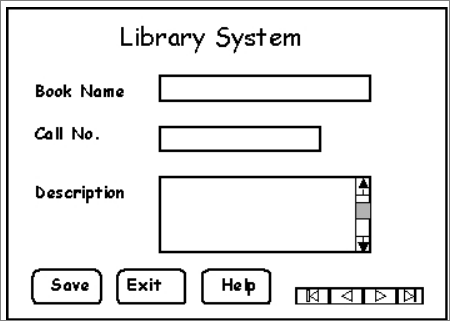 Library System
Book Name
Call No.
Description
Save Exit Help